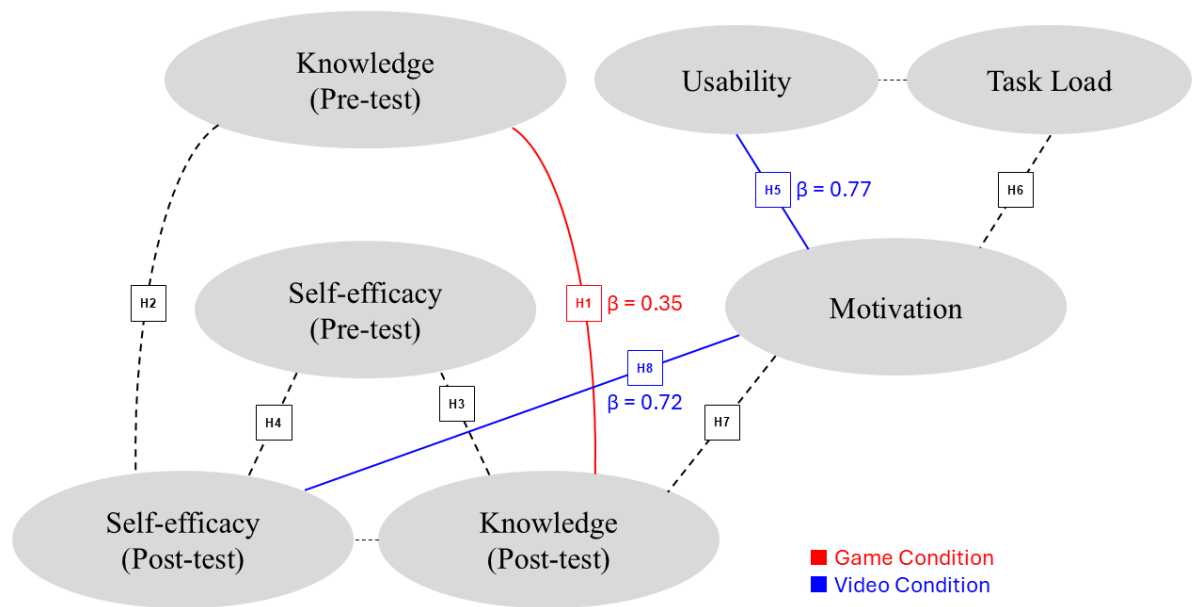 Knowledge
(Pre-test)
Usability
Task Load
H5
β = 0.77
H6
H2
Self-efficacy
(Pre-test)
H1
β = 0.35
Motivation
H8
β = 0.72
H3
H4
H7
Self-efficacy
(Post-test)
Knowledge
(Post-test)
Game Condition
Video Condition